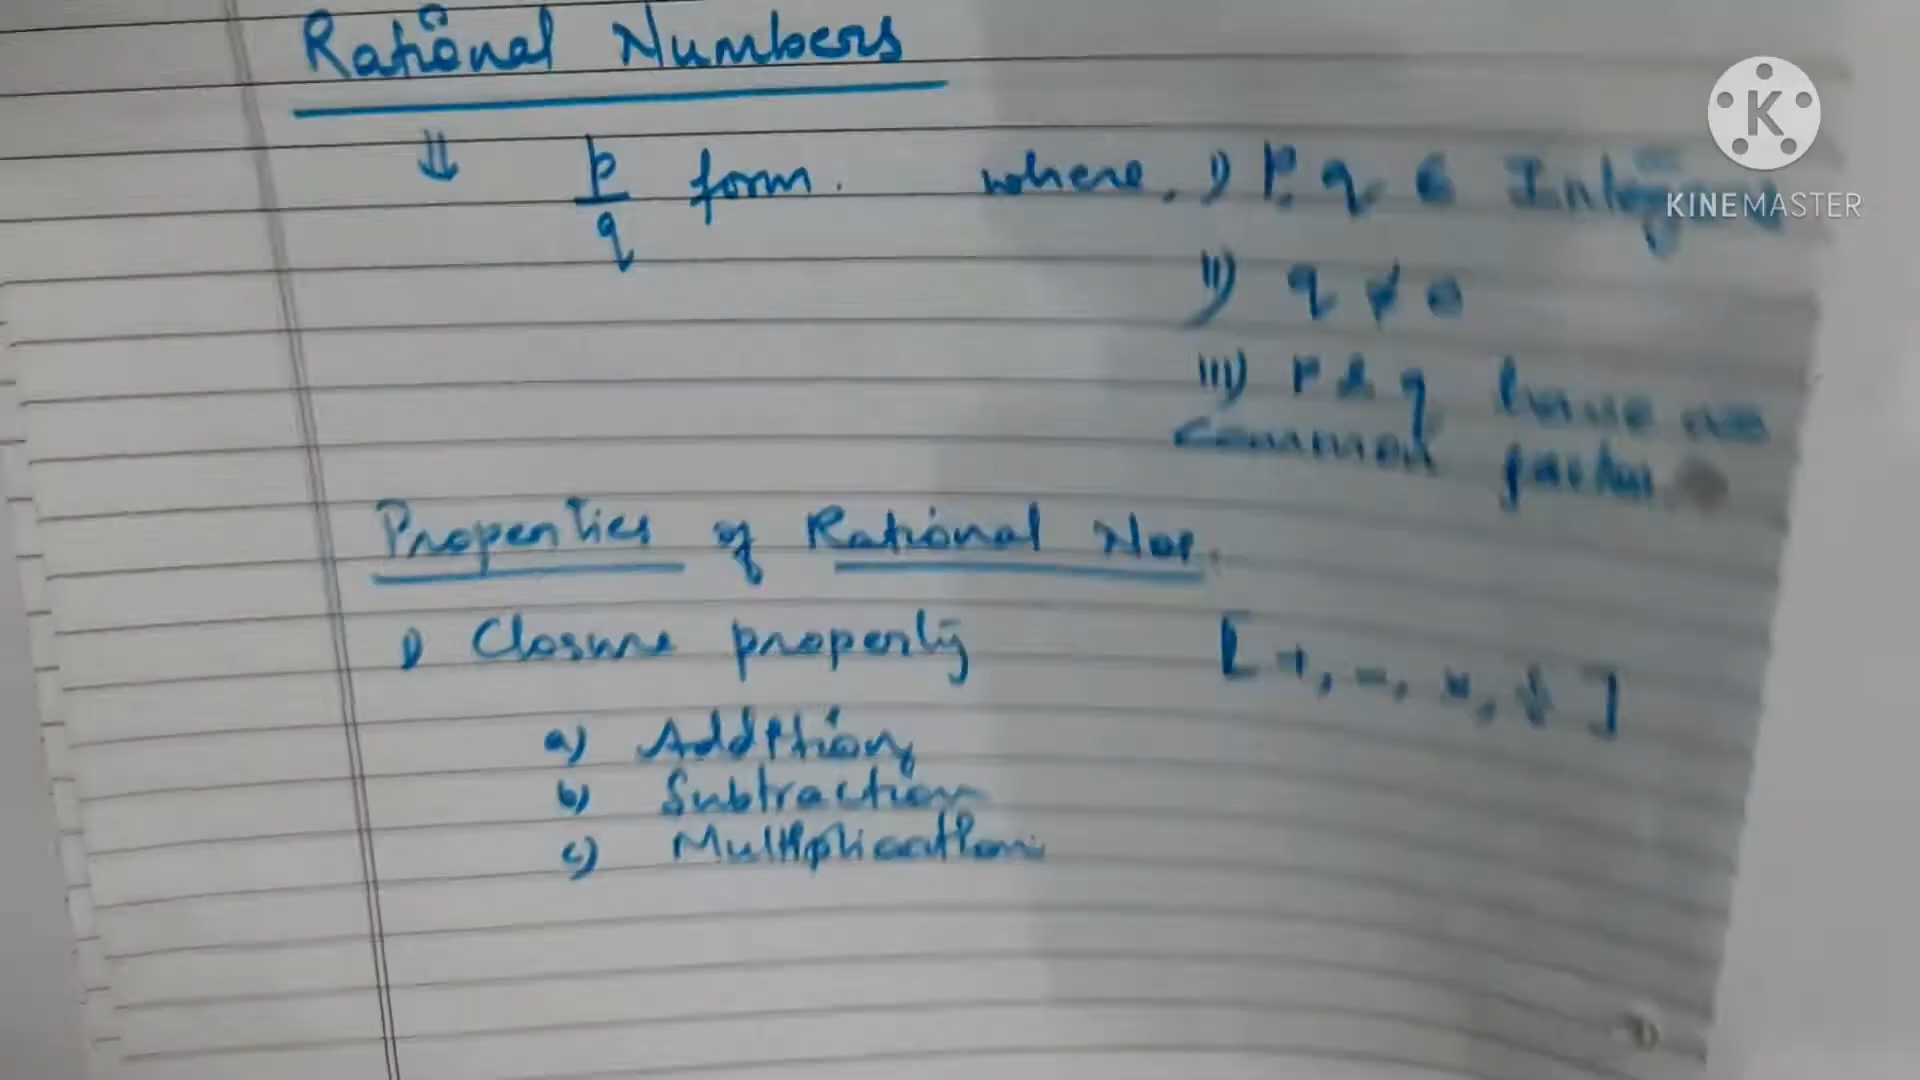 Rational Numbers
⇓ p/q form. where, i) P, q ∈ Integers
ii) q ≠ 0
iii) P & q have no
common factor.
Properties of Rational Nos.
1) Closure property [+, -, ×, ÷]
a) Addition
b) Subtraction
c) Multiplication
K
KINEMASTER